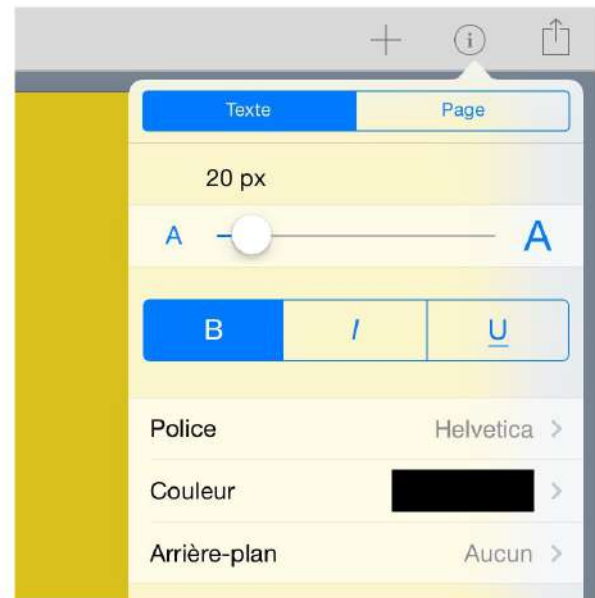 Texte Page
20 px
A A
B I U
Police Helvetica
Couleur
Arrière-plan Aucun